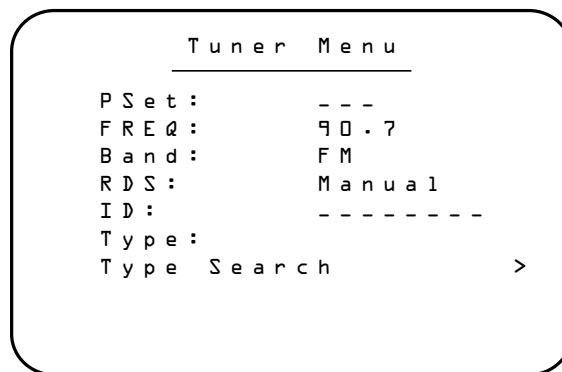 Tuner Menu
PSet: ---
FREQ: 90.7
Band: FM
RDS: Manual
ID: --------
Type:
Type Search >